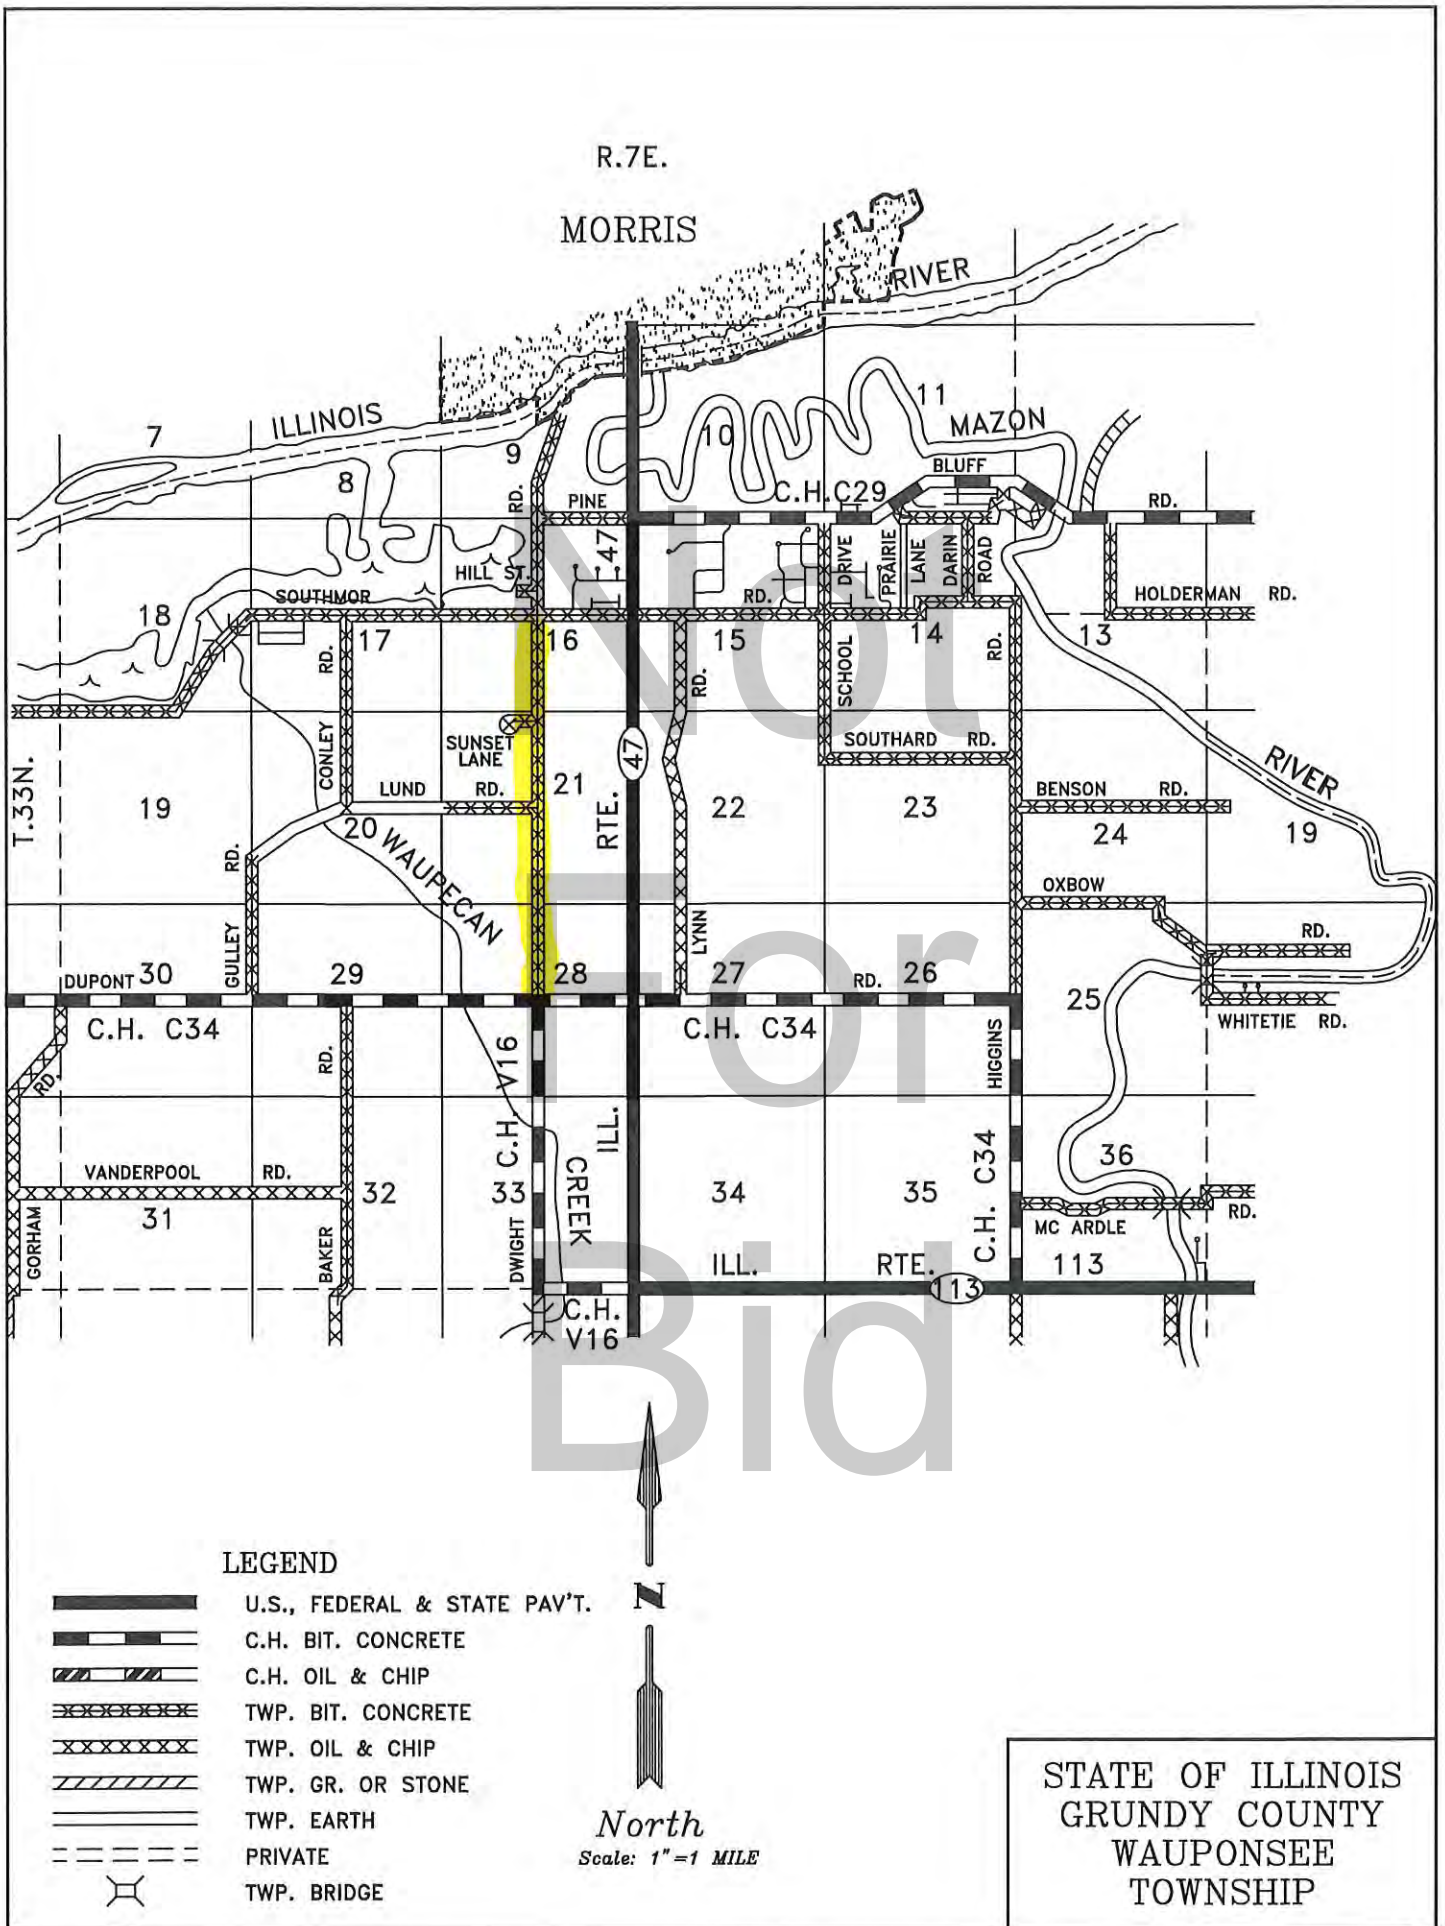 R.7E.
MORRIS
RIVER
ILLINOIS
7
8
9
10
11
MAZON
BLUFF
C.H. C29
RD.
PINE
RD.
47
HILL ST.
SOUTHMOR
RD.
DRIVE
PRAIRIE
LANE
DARIN
ROAD
HOLDERMAN RD.
18
17
16
15
14
13
RD.
RD.
SCHOOL
RD.
SUNSET
LANE
SOUTHARD RD.
CONLEY
T.33N.
47
RIVER
LUND RD.
BENSON RD.
19
20
21
22
23
24
19
RTE.
WAUPECAN
RD.
OXBOW
RD.
GULLEY
LYNN
DUPONT
30
29
28
27
RD.
26
25
C.H. C34
C.H. C34
WHITETIE RD.
RD.
RD.
HIGGINS
C.H. V16
ILL.
CREEK
C.H. C34
36
VANDERPOOL RD.
31
32
33
34
35
MC ARDLE
RD.
GORHAM
BAKER
DWIGHT
ILL. RTE. 113
113
C.H.
V16
Not
For
Bid
LEGEND
U.S., FEDERAL & STATE PAV'T.
C.H. BIT. CONCRETE
C.H. OIL & CHIP
TWP. BIT. CONCRETE
TWP. OIL & CHIP
TWP. GR. OR STONE
TWP. EARTH
PRIVATE
TWP. BRIDGE
N
North
Scale: 1"=1 MILE
STATE OF ILLINOIS
GRUNDY COUNTY
WAUPONSEE
TOWNSHIP